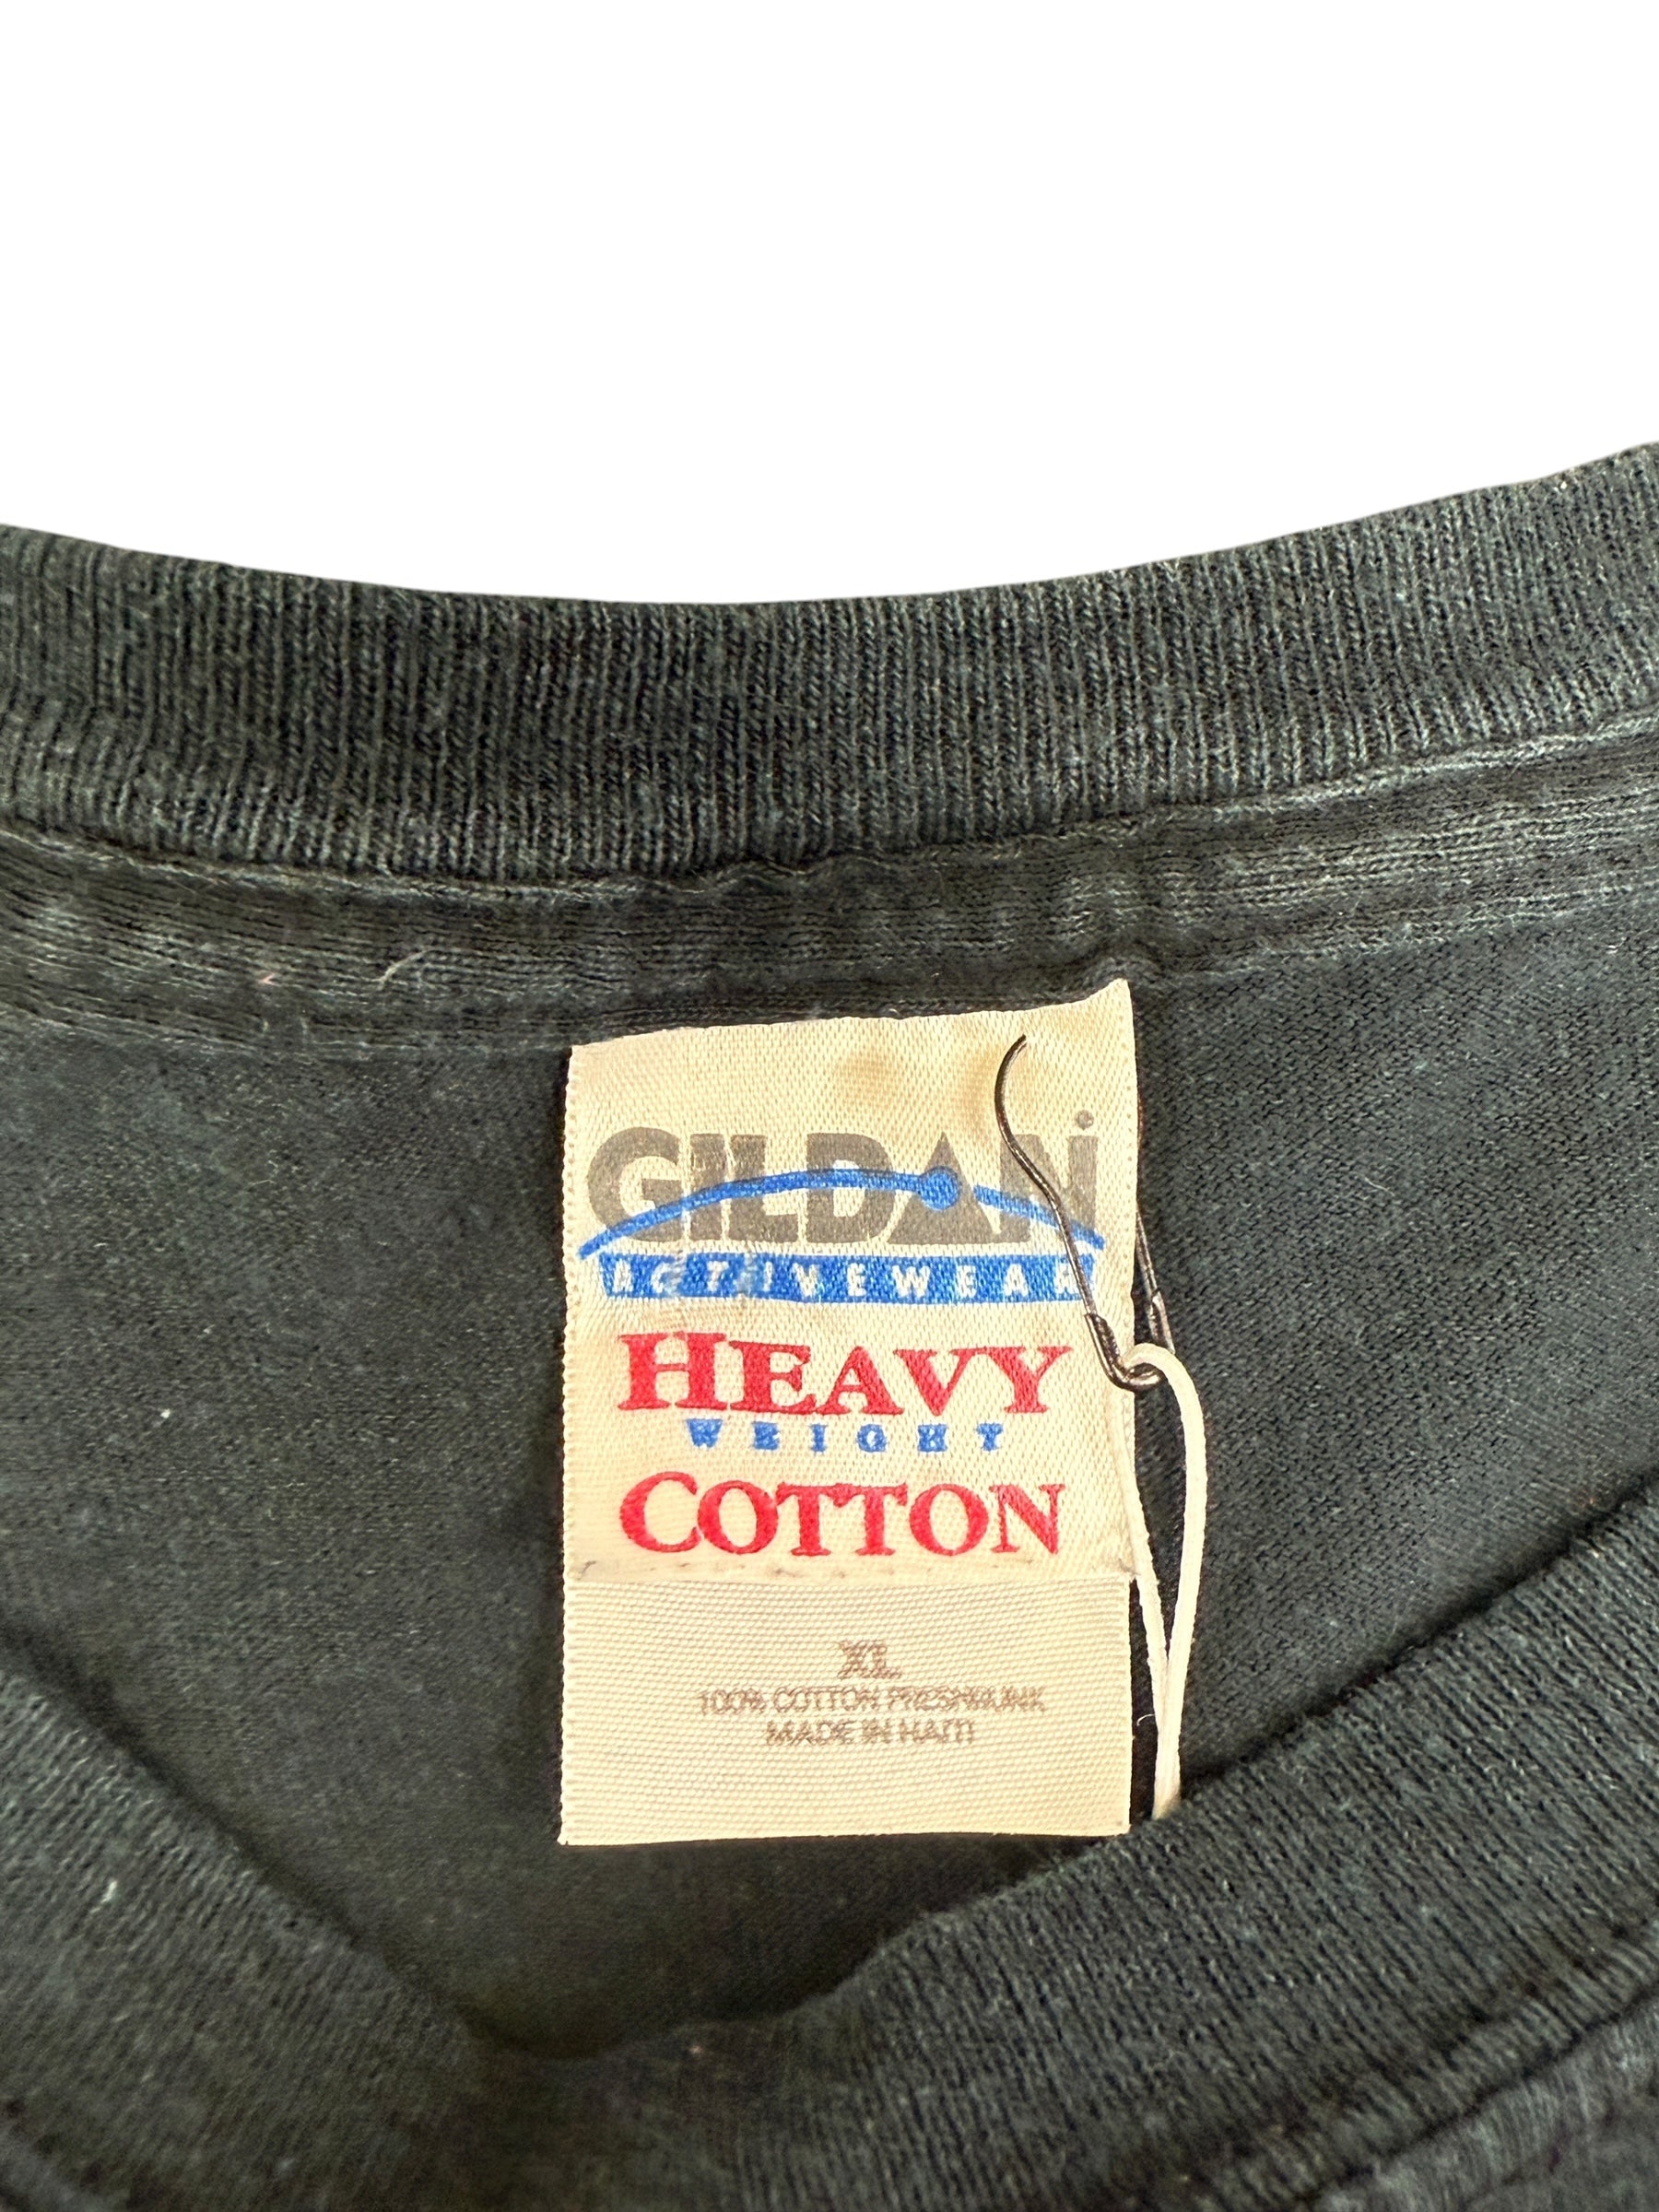 GILDAN
ACTIVEWEAR
HEAVY
WEIGHT
COTTON
XL
100% COTTON PRESHRUNK
MADE IN HAITI